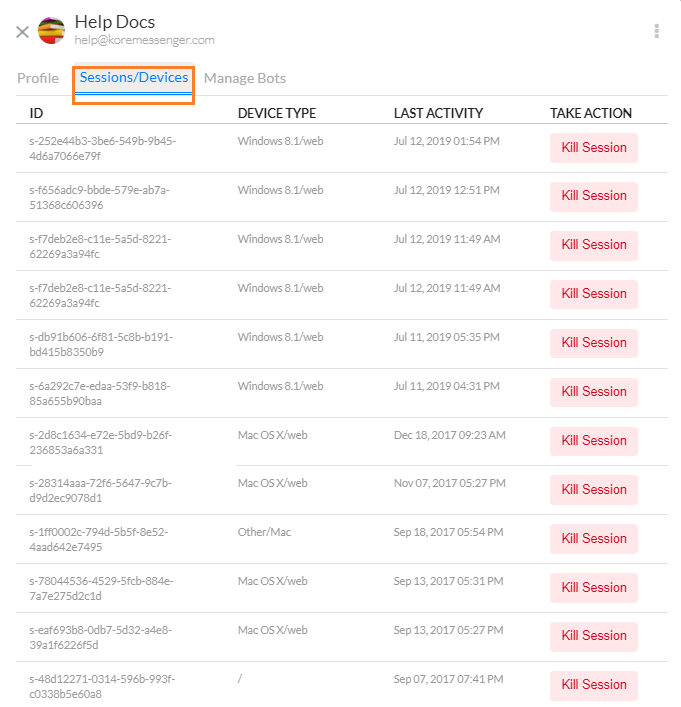 Help Docs
help@koremessenger.com
Profile Sessions/Devices Manage Bots
ID DEVICE TYPE LAST ACTIVITY TAKE ACTION
s-252e44b3-3be6-549b-9b45- Windows 8.1/web Jul 12, 2019 01:54 PM Kill Session
4d6a7066e79f
s-f656adc9-bbde-579e-ab7a- Windows 8.1/web Jul 12, 2019 12:51 PM Kill Session
51368c606396
s-f7deb2e8-c11e-5a5d-8221- Windows 8.1/web Jul 12, 2019 11:49 AM Kill Session
62269a3a94fc
s-f7deb2e8-c11e-5a5d-8221- Windows 8.1/web Jul 12, 2019 11:49 AM Kill Session
62269a3a94fc
s-db91b606-6f81-5c8b-b191- Windows 8.1/web Jul 11, 2019 05:35 PM Kill Session
bd415b8350b9
s-6a292c7e-edaa-53f9-b818- Windows 8.1/web Jul 11, 2019 04:31 PM Kill Session
85a655b90baa
s-2d8c1634-e72e-5bd9-b26f- Mac OS X/web Dec 18, 2017 09:23 AM Kill Session
236853a6a331
s-28314aaa-72f6-5647-9c7b- Mac OS X/web Nov 07, 2017 05:27 PM Kill Session
d9d2ec9078d1
s-1ff0002c-794d-5b5f-8e52- Other/Mac Sep 18, 2017 05:54 PM Kill Session
4aad642e7495
s-78044536-4529-5fcb-884e- Mac OS X/web Sep 13, 2017 05:31 PM Kill Session
7a7e275d2c1d
s-eaf693b8-0db7-5d32-a4e8- Mac OS X/web Sep 13, 2017 05:27 PM Kill Session
39a1f6226f5d
s-48d12271-0314-596b-993f- / Sep 07, 2017 07:41 PM Kill Session
c0338b5e60a8